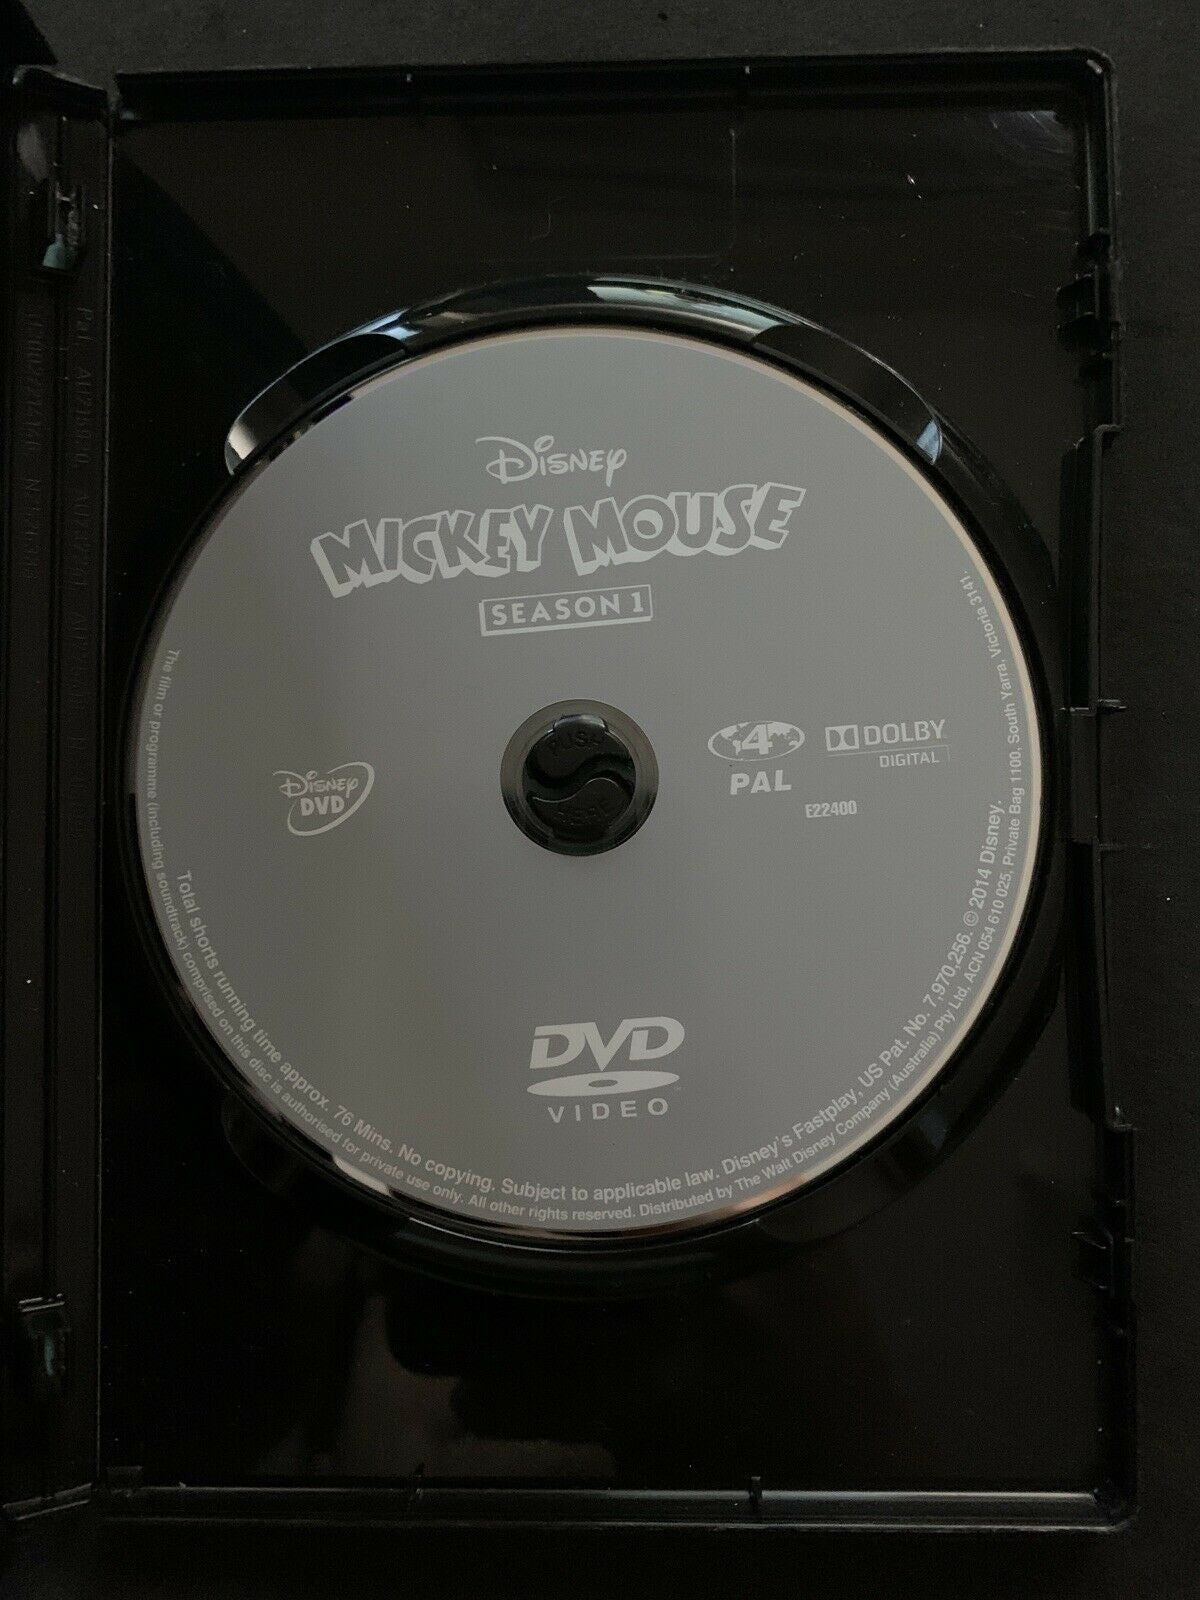 Disney
MICKEY MOUSE
SEASON 1
Disney
DVD
4
PAL
DOLBY
DIGITAL
E22400
PUSH
DVD
VIDEO
Total shorts running time approx. 76 Mins. No copying. Subject to applicable law. Disney's Fastplay, US Pat. No. 7,970,256. © 2014 Disney.
The film or programme (including soundtrack) comprised on this disc is authorised for private use only. All other rights reserved. Distributed by The Walt Disney Company (Australia) Pty Ltd. ACN 054 610 025, Private Bag 1100, South Yarra, Victoria 3141.